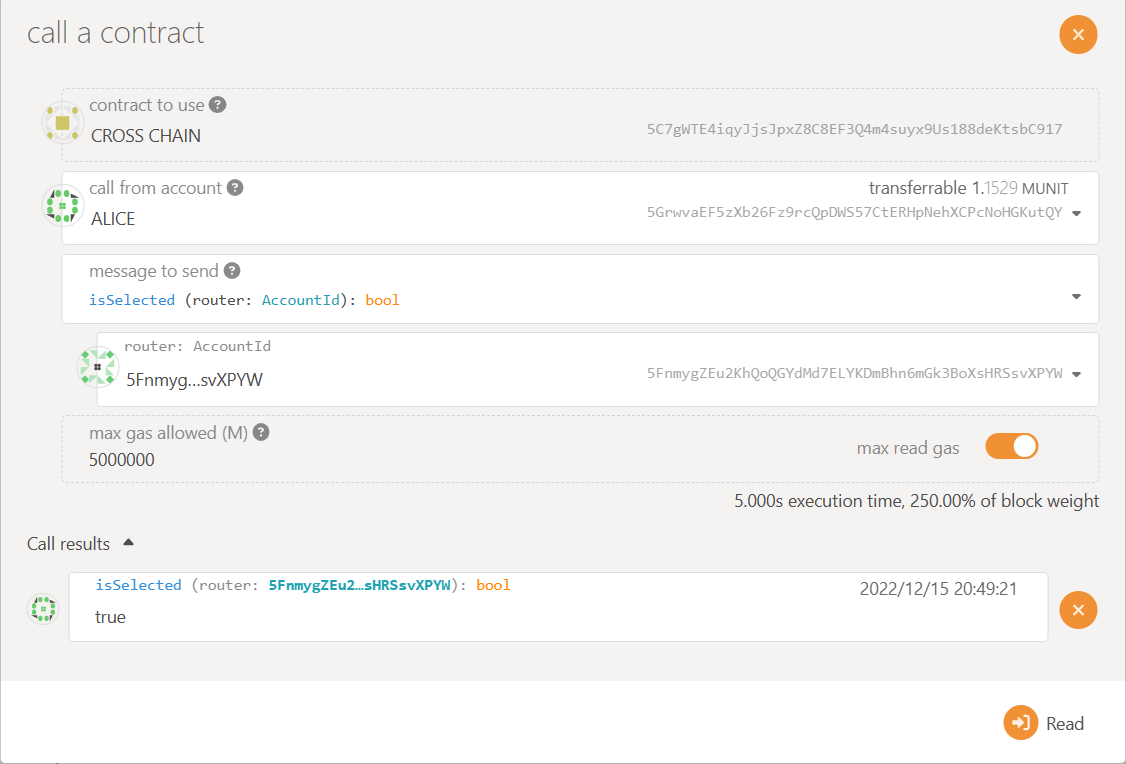 call a contract
contract to use ?
CROSS CHAIN
5C7gWTE4iqyJjsJpxZ8C8EF3Q4m4suyx9Us188deKtsbC917
call from account ?
transferrable 1.1529 MUNIT
ALICE
5GrwvaEF5zXb26Fz9rcQpDWS57CtERHpNehXCPcNoHGKutQY
message to send ?
isSelected (router: AccountId): bool
router: AccountId
5Fnmyg...svXPYW
5FnmygZEu2KhQoQGYdMd7ELYKDmBhn6mGk3BoXsHRSsvXPYW
max gas allowed (M) ?
5000000
max read gas
5.000s execution time, 250.00% of block weight
Call results
isSelected (router: 5FnmygZEu2…sHRSsvXPYW): bool
2022/12/15 20:49:21
true
Read